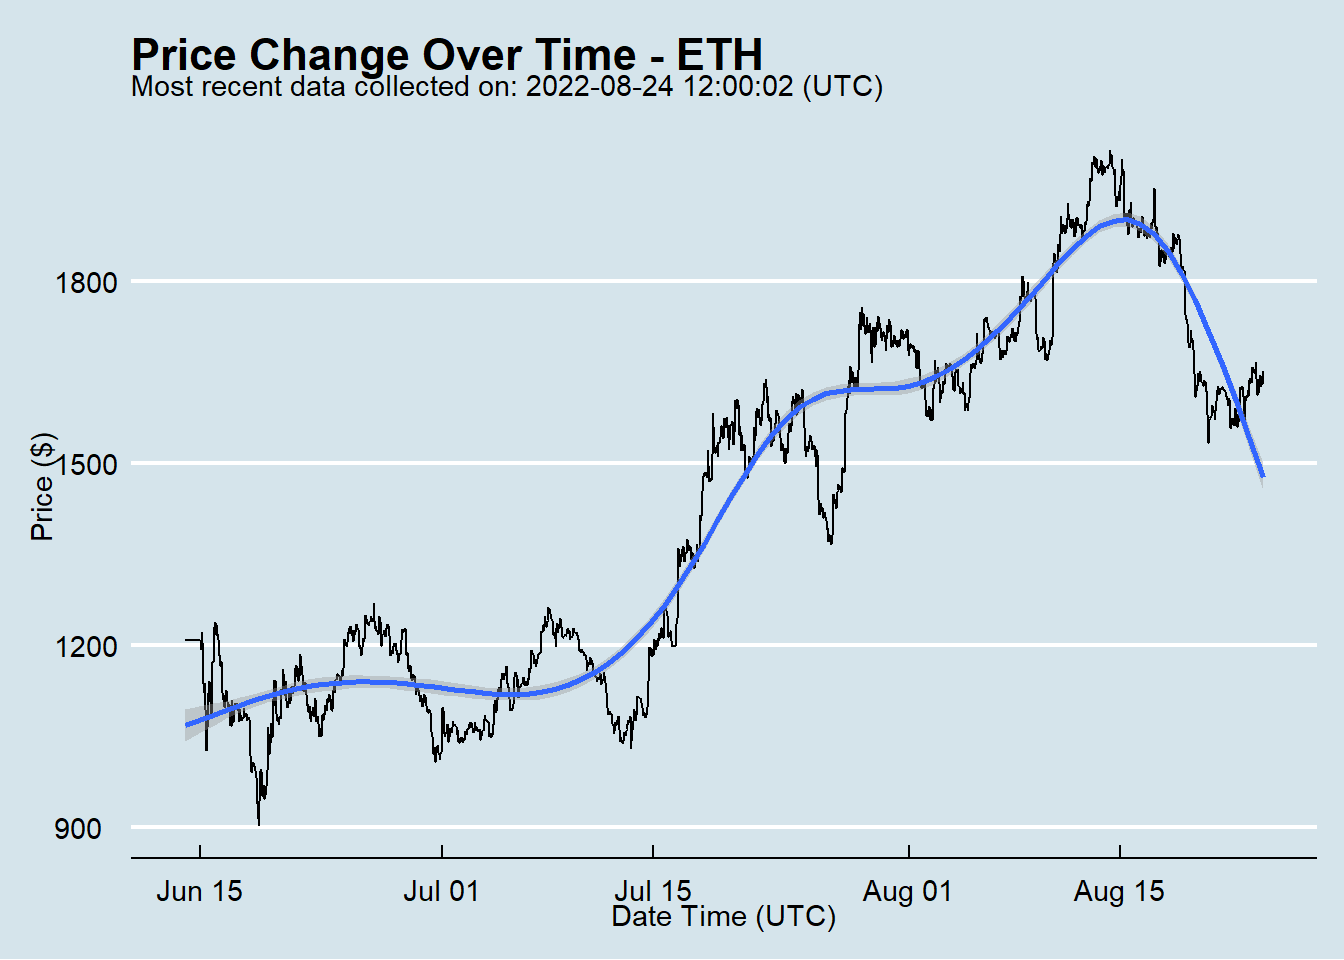 Price Change Over Time - ETH
Most recent data collected on: 2022-08-24 12:00:02 (UTC)
Price ($)
1800
1500
1200
900
Jun 15
Jul 01
Jul 15
Aug 01
Aug 15
Date Time (UTC)